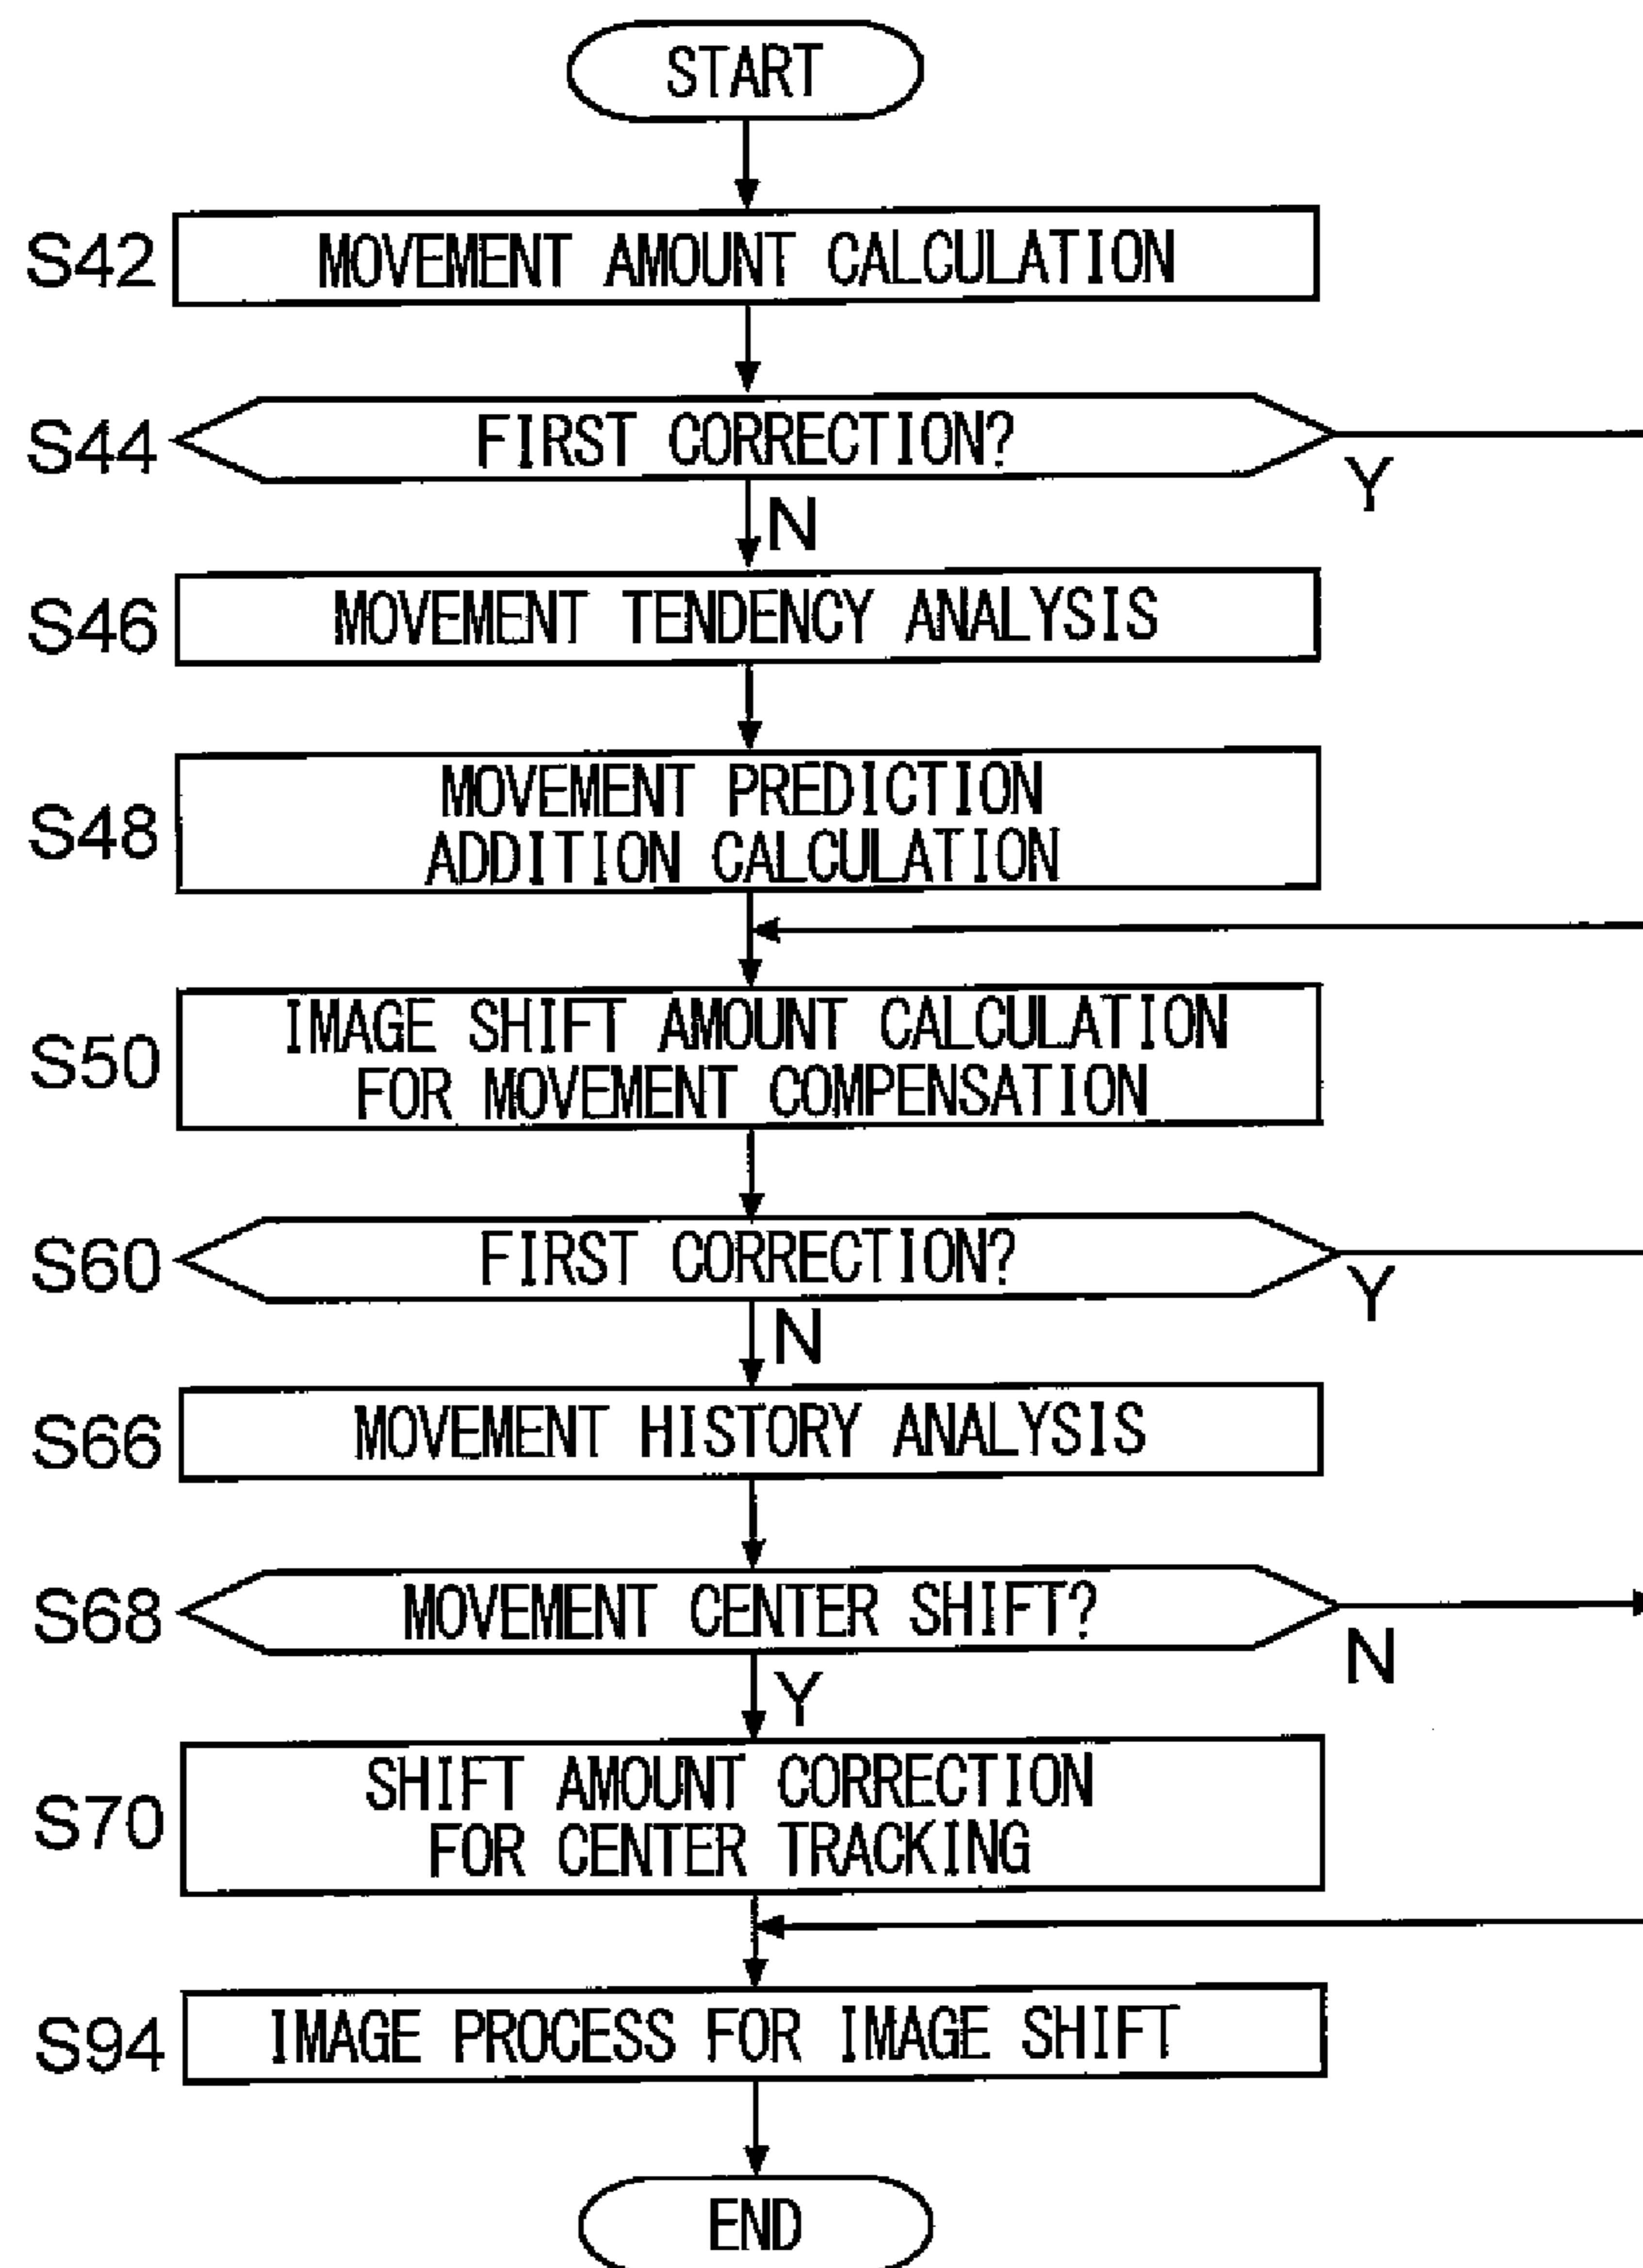 START
S42 MOVEMENT AMOUNT CALCULATION
S44 FIRST CORRECTION?
Y
N
S46 MOVEMENT TENDENCY ANALYSIS
S48 MOVEMENT PREDICTION
ADDITION CALCULATION
S50 IMAGE SHIFT AMOUNT CALCULATION
FOR MOVEMENT COMPENSATION
S60 FIRST CORRECTION?
Y
N
S66 MOVEMENT HISTORY ANALYSIS
S68 MOVEMENT CENTER SHIFT?
N
Y
S70 SHIFT AMOUNT CORRECTION
FOR CENTER TRACKING
S94 IMAGE PROCESS FOR IMAGE SHIFT
END